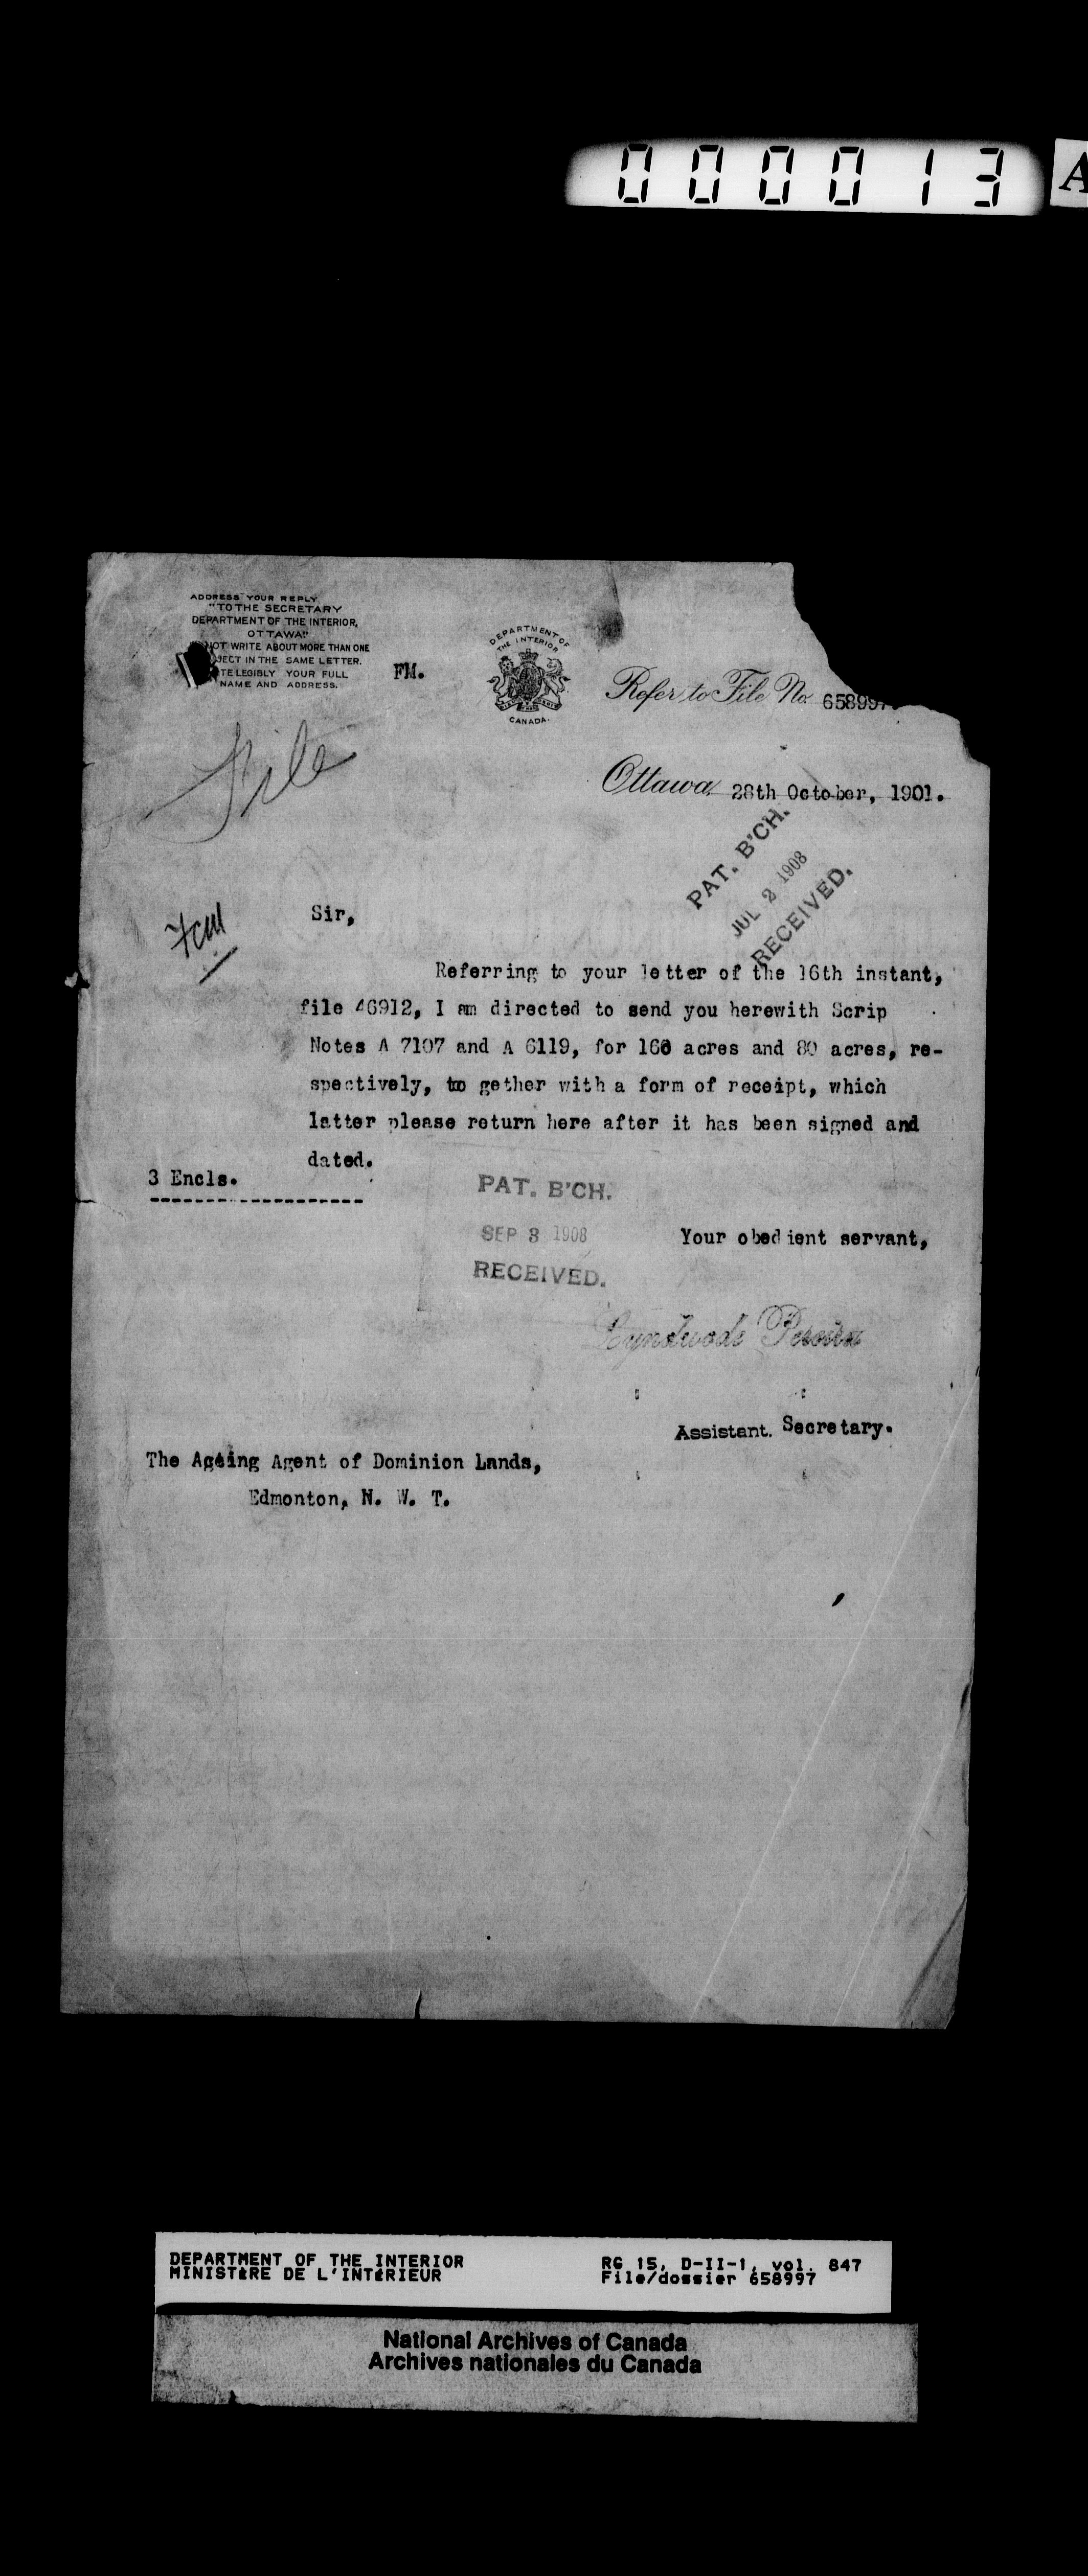 000013
A
ADDRESS YOUR REPLY
"TO THE SECRETARY
DEPARTMENT OF THE INTERIOR,
OTTAWA"
NOT WRITE ABOUT MORE THAN ONE
JECT IN THE SAME LETTER.
TE LEGIBLY YOUR FULL
NAME AND ADDRESS.
FM.
DEPARTMENT OF
THE INTERIOR
CANADA.
Refer to File No. 658997
File
Ottawa, 28th October, 1901.
PAT. B'CH.
JUL 2 1908
RECEIVED.
Sir,
Referring to your letter of the 16th instant,
file 46912, I am directed to send you herewith Scrip
Notes A 7107 and A 6119, for 160 acres and 80 acres, re-
spectively, to gether with a form of receipt, which
latter please return here after it has been signed and
dated.
3 Encls.
PAT. B'CH.
SEP 3 1908
RECEIVED.
Your obedient servant,
Lyndwode Pereira
Assistant. Secretary.
The Acting Agent of Dominion Lands,
Edmonton, N. W. T.
DEPARTMENT OF THE INTERIOR
MINISTÈRE DE L'INTÉRIEUR
RG 15, D-II-1, vol. 847
File/dossier 658997
National Archives of Canada
Archives nationales du Canada